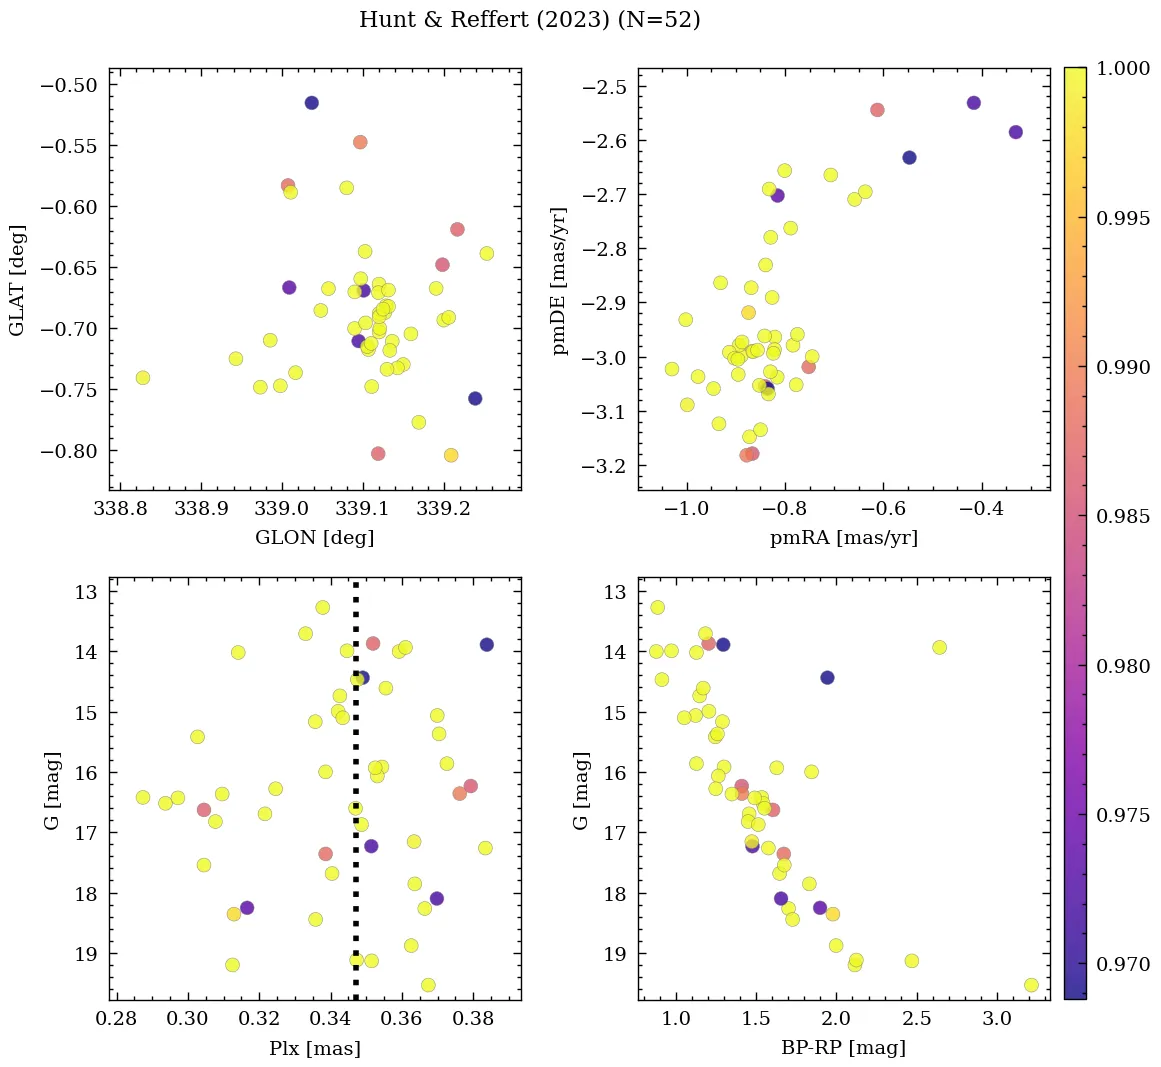 Hunt & Reffert (2023) (N=52)
−0.50
−0.55
−0.60
−0.65
−0.70
−0.75
−0.80
GLAT [deg]
338.8 338.9 339.0 339.1 339.2
GLON [deg]
−2.5
−2.6
−2.7
−2.8
−2.9
−3.0
−3.1
−3.2
pmDE [mas/yr]
−1.0 −0.8 −0.6 −0.4
pmRA [mas/yr]
13
14
15
16
17
18
19
G [mag]
0.28 0.30 0.32 0.34 0.36 0.38
Plx [mas]
13
14
15
16
17
18
19
G [mag]
1.0 1.5 2.0 2.5 3.0
BP-RP [mag]
1.000
0.995
0.990
0.985
0.980
0.975
0.970